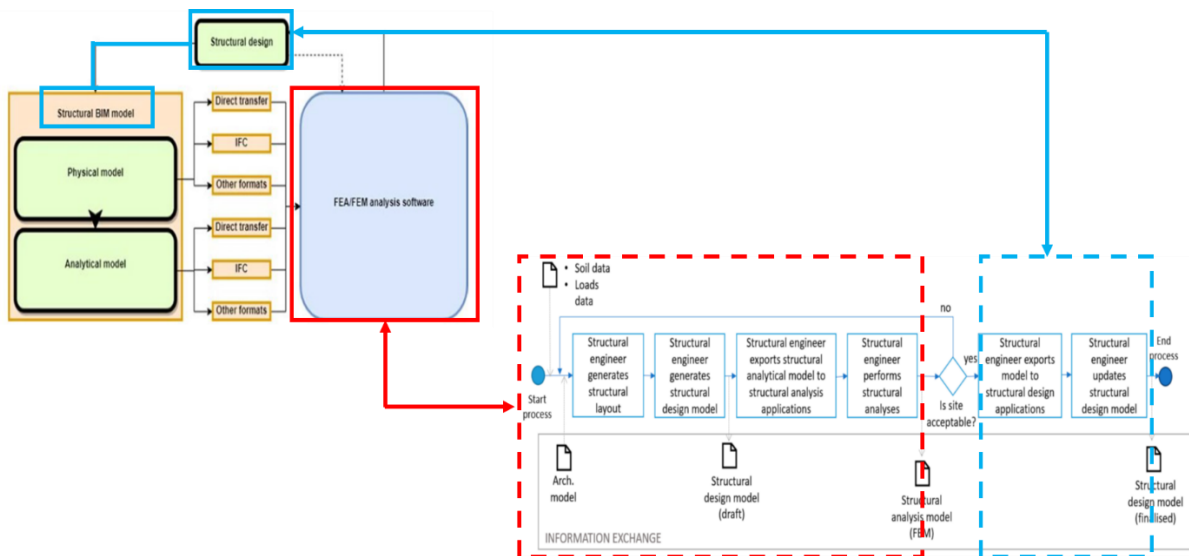 Structural design
Structural BIM model
Physical model
Analytical model
Direct transfer
IFC
Other formats
Direct transfer
IFC
Other formats
FEA/FEM analysis software
• Soil data
• Loads
data
no
Start
process
Structural
engineer
generates
structural
layout
Structural
engineer
generates
structural
design model
Structural engineer
exports structural
analytical model to
structural analysis
applications
Structural
engineer
performs
structural
analyses
Is site
acceptable?
yes
Structural
engineer exports
model to
structural design
applications
Structural
engineer
updates
structural
design model
End
process
Arch.
model
Structural
design model
(draft)
Structural
analysis model
(FEM)
Structural
design model
(finalised)
INFORMATION EXCHANGE